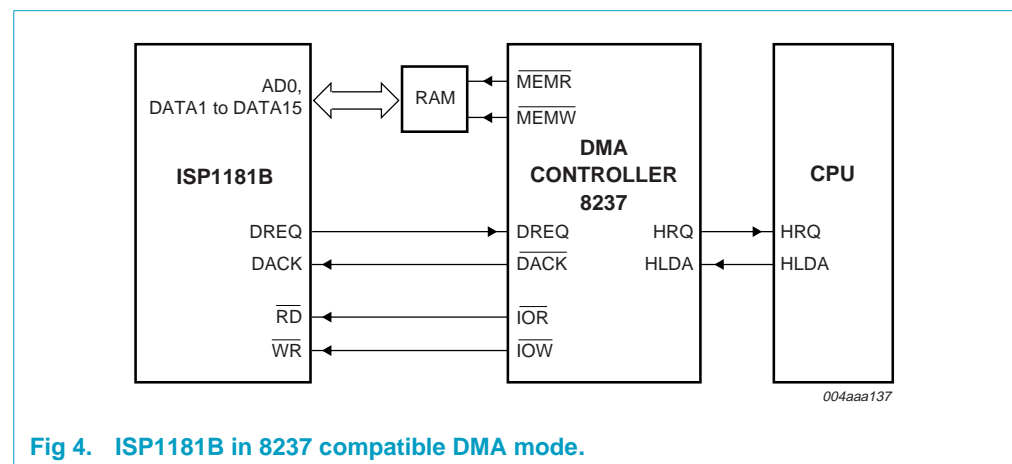 AD0,
DATA1 to DATA15
RAM
MEMR
MEMW
ISP1181B
DMA
CONTROLLER
8237
CPU
DREQ
DREQ
HRQ
HRQ
DACK
DACK
HLDA
HLDA
RD
IOR
WR
IOW
004aaa137
Fig 4. ISP1181B in 8237 compatible DMA mode.